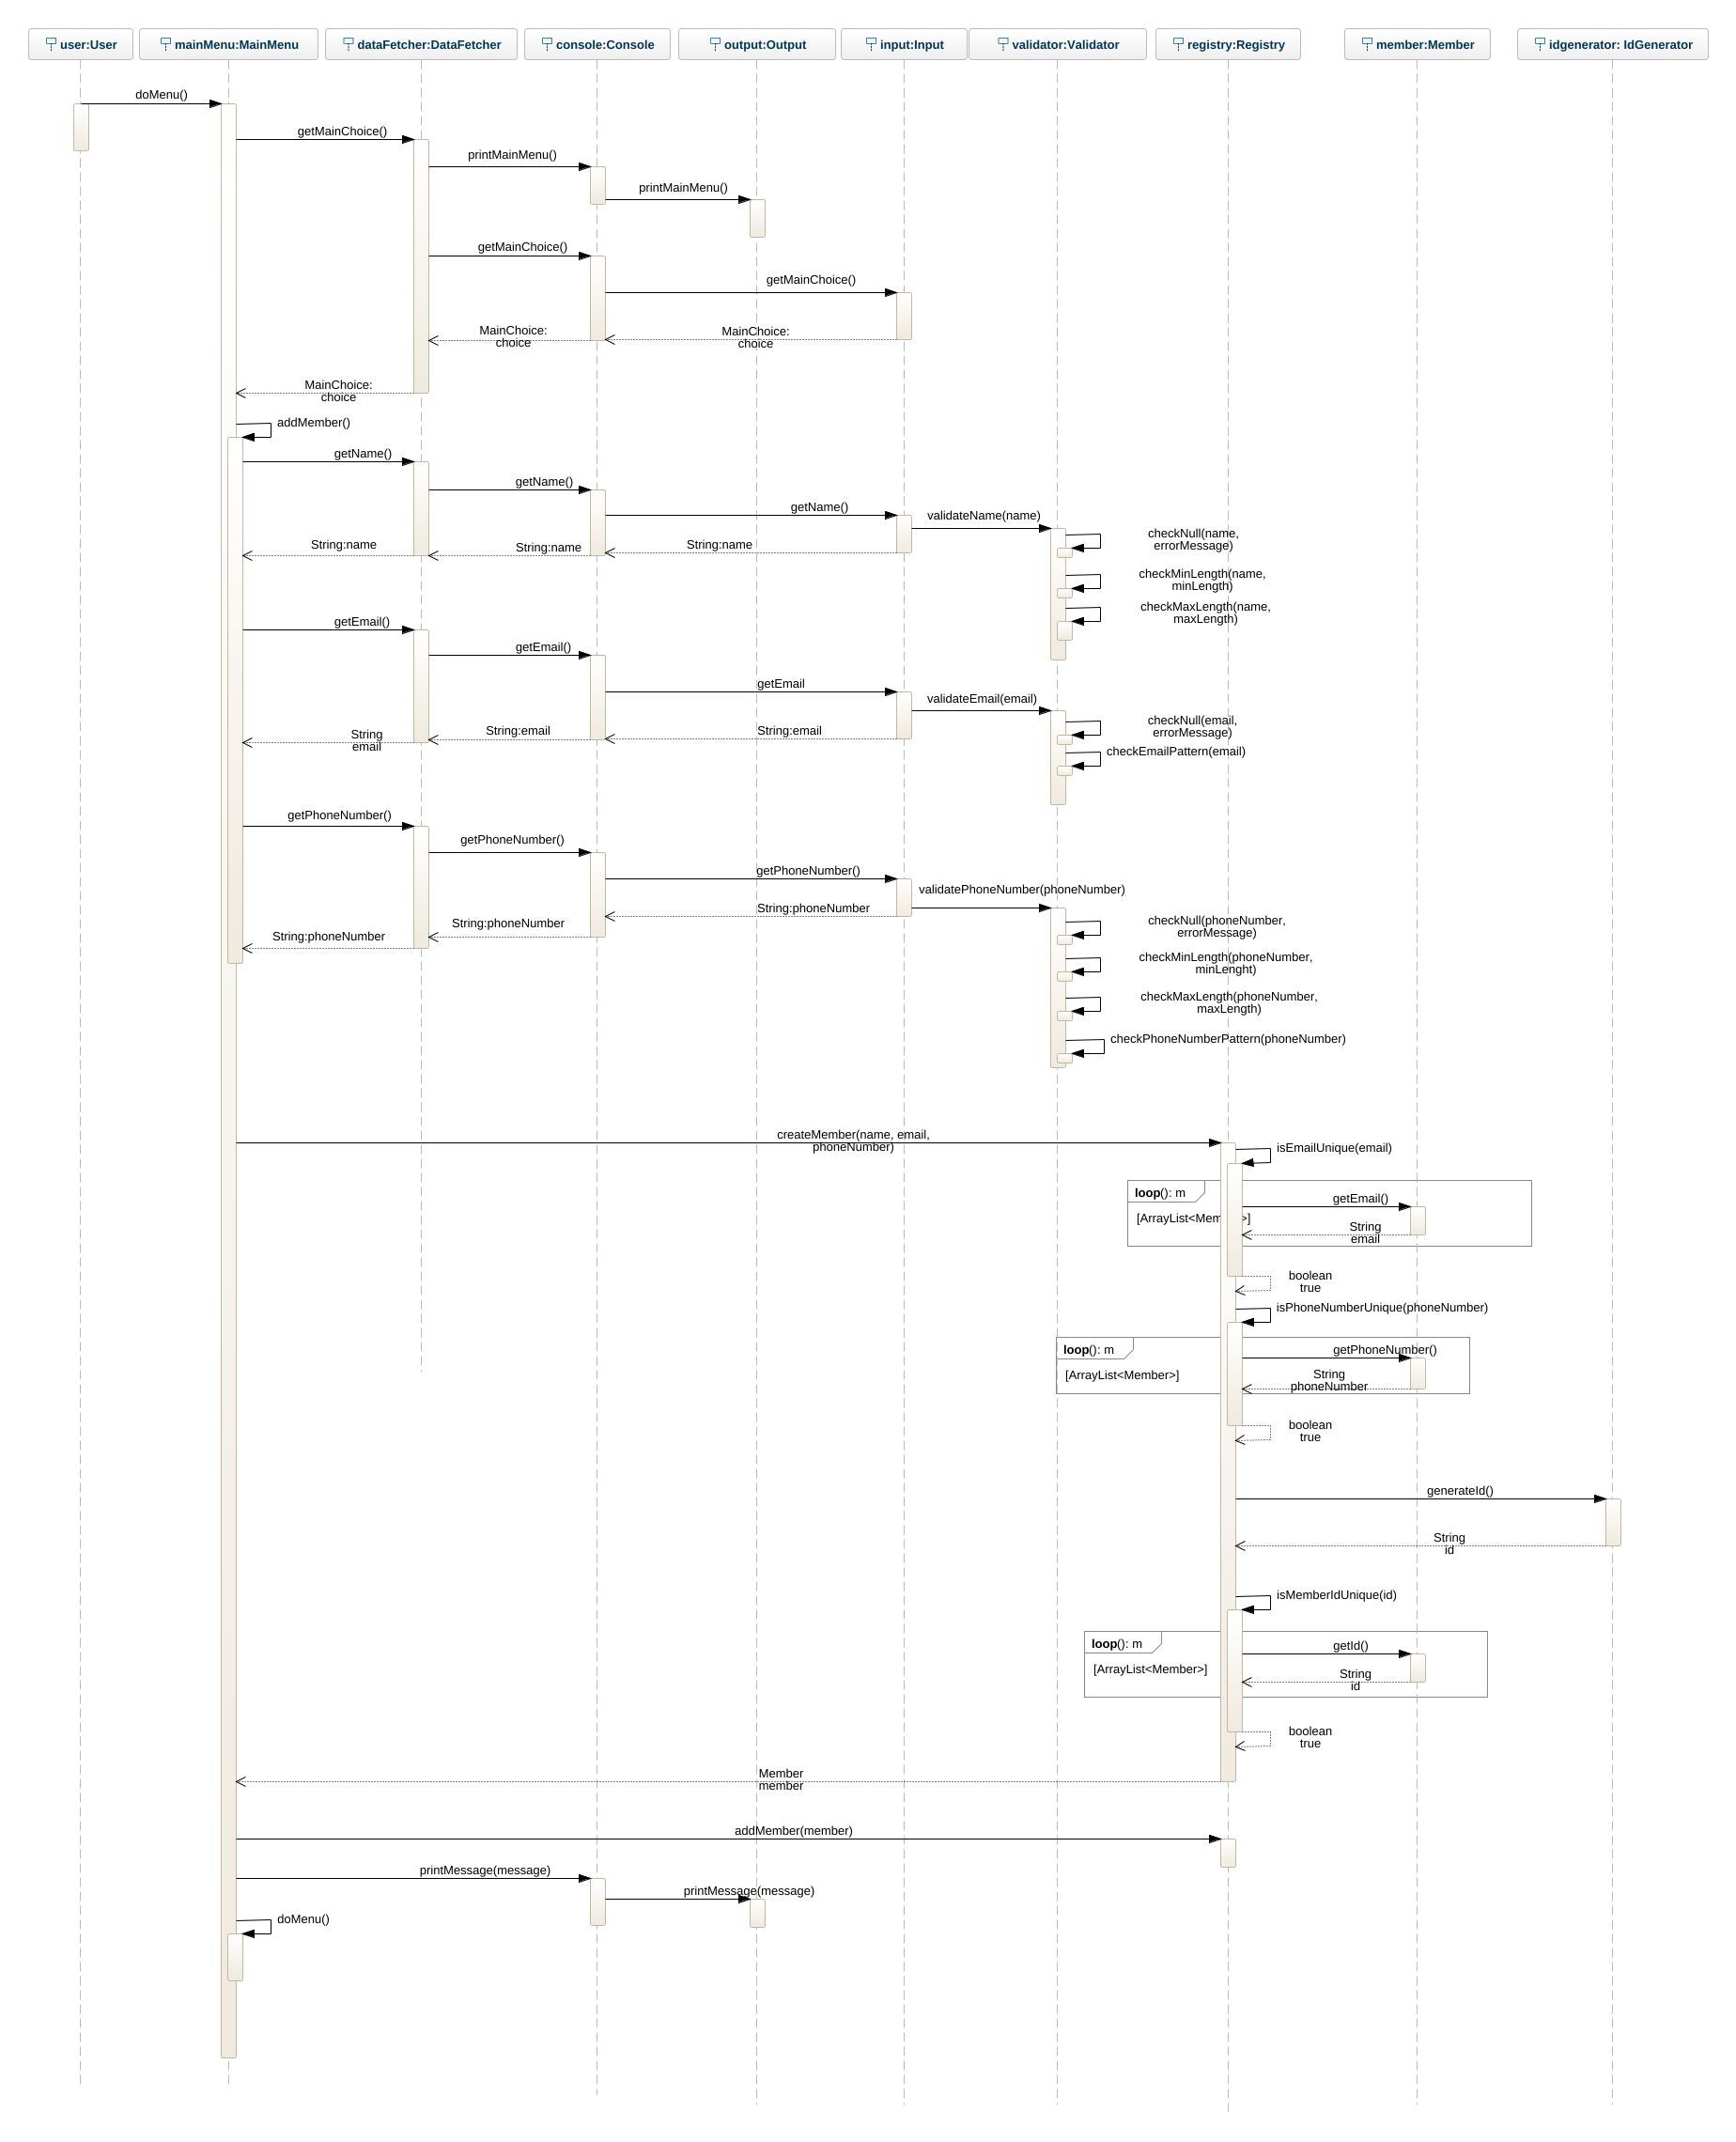 user:User
mainMenu:MainMenu
dataFetcher:DataFetcher
console:Console
output:Output
input:Input
validator:Validator
registry:Registry
member:Member
idgenerator: IdGenerator
doMenu()
getMainChoice()
printMainMenu()
printMainMenu()
getMainChoice()
getMainChoice()
MainChoice:
choice
MainChoice:
choice
MainChoice:
choice
addMember()
getName()
getName()
getName()
validateName(name)
checkNull(name,
errorMessage)
String:name
String:name
String:name
checkMinLength(name,
minLength)
checkMaxLength(name,
maxLength)
getEmail()
getEmail()
getEmail
validateEmail(email)
checkNull(email,
errorMessage)
String:email
String:email
String
email
checkEmailPattern(email)
getPhoneNumber()
getPhoneNumber()
getPhoneNumber()
validatePhoneNumber(phoneNumber)
String:phoneNumber
String:phoneNumber
String:phoneNumber
checkNull(phoneNumber,
errorMessage)
checkMinLength(phoneNumber,
minLenght)
checkMaxLength(phoneNumber,
maxLength)
checkPhoneNumberPattern(phoneNumber)
createMember(name, email,
phoneNumber)
isEmailUnique(email)
loop(): m
getEmail()
[ArrayList<Member>]
String
email
boolean
true
isPhoneNumberUnique(phoneNumber)
loop(): m
getPhoneNumber()
[ArrayList<Member>]
String
phoneNumber
boolean
true
generateId()
String
id
isMemberIdUnique(id)
loop(): m
getId()
[ArrayList<Member>]
String
id
boolean
true
Member
member
addMember(member)
printMessage(message)
printMessage(message)
doMenu()